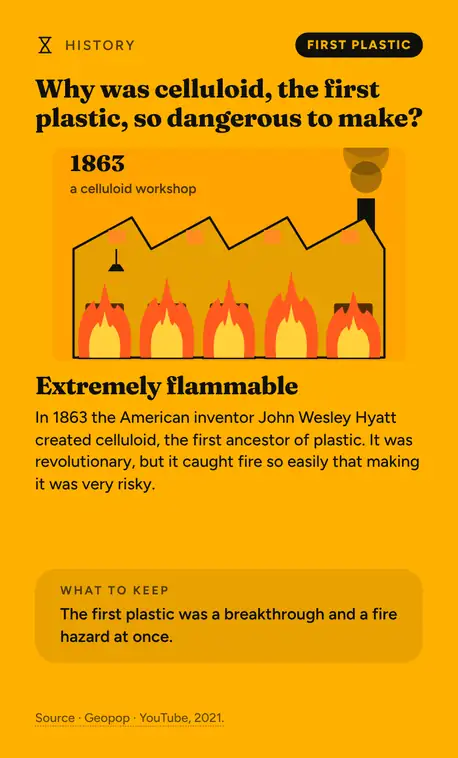 HISTORY
FIRST PLASTIC
Why was celluloid, the first
plastic, so dangerous to make?
1863
a celluloid workshop
Extremely flammable
In 1863 the American inventor John Wesley Hyatt
created celluloid, the first ancestor of plastic. It was
revolutionary, but it caught fire so easily that making
it was very risky.
WHAT TO KEEP
The first plastic was a breakthrough and a fire
hazard at once.
Source · Geopop · YouTube, 2021.